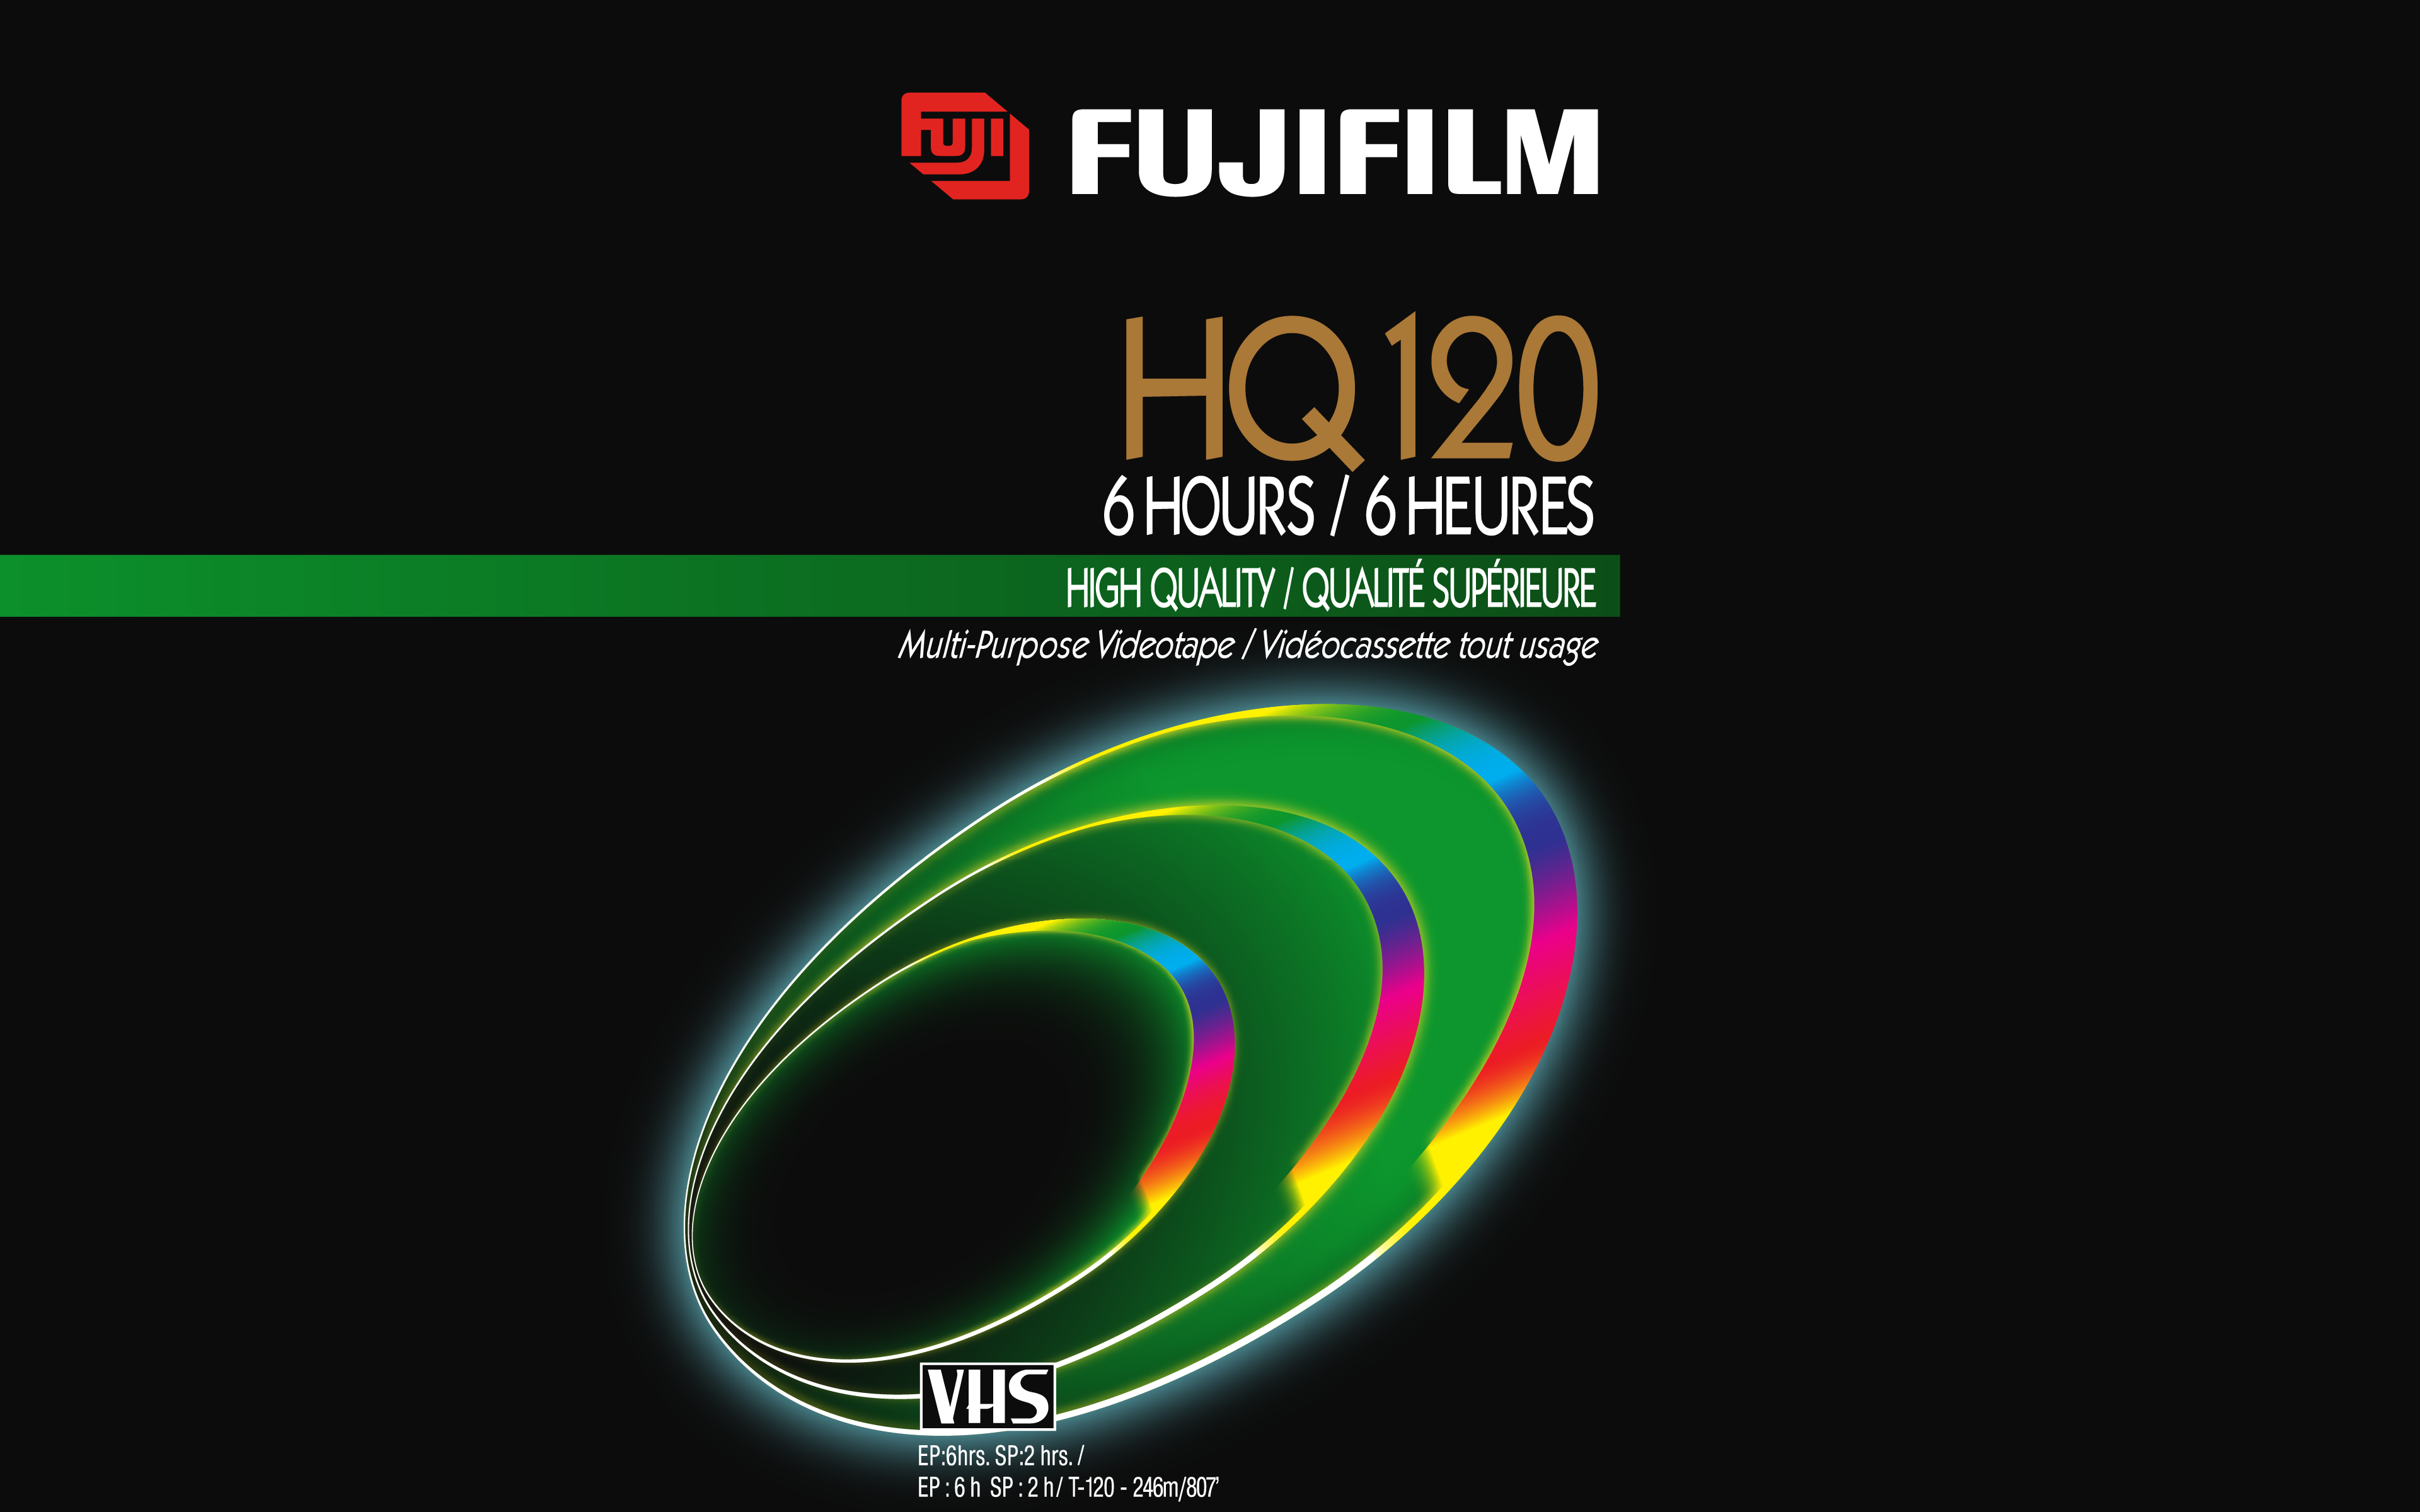 FUJI FUJIFILM
HQ 120
6 HOURS / 6 HEURES
HIGH QUALITY / QUALITÉ SUPÉRIEURE
Multi-Purpose Videotape / Vidéocassette tout usage
VHS
EP:6hrs. SP:2 hrs. /
EP : 6 h SP : 2 h / T-120 - 246m/807'